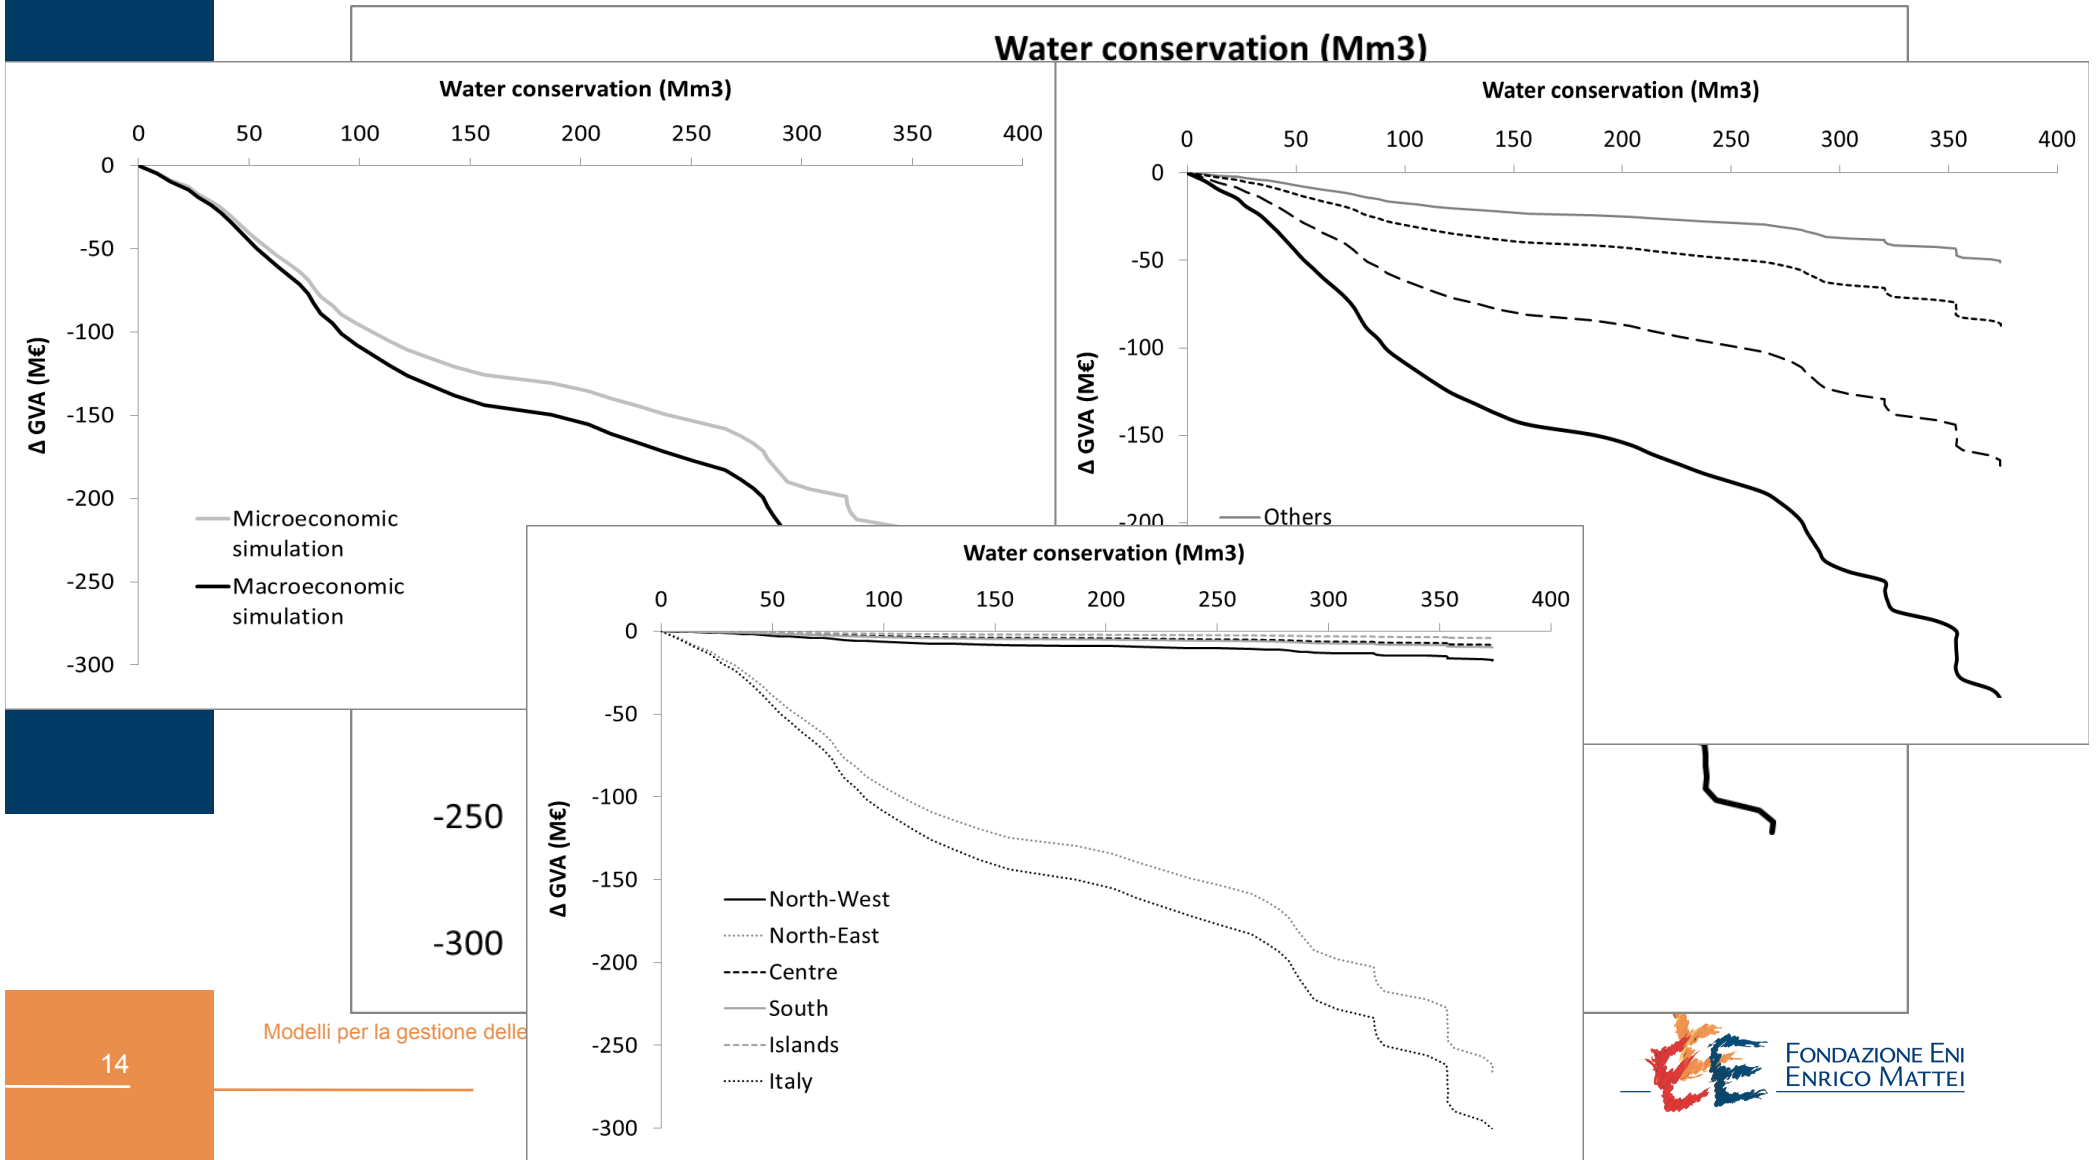 Water conservation (Mm3)
Water conservation (Mm3)
0 50 100 150 200 250 300 350 400
0
-50
-100
-150
-200
-250
-300
Δ GVA (M€)
Microeconomic
simulation
Macroeconomic
simulation
Water conservation (Mm3)
0 50 100 150 200 250 300 350 400
0
-50
-100
-150
-200
Δ GVA (M€)
Others
Water conservation (Mm3)
0 50 100 150 200 250 300 350 400
0
-50
-100
-150
-200
-250
-300
Δ GVA (M€)
North-West
North-East
Centre
South
Islands
Italy
-250
-300
Modelli per la gestione delle
14
FONDAZIONE ENI
ENRICO MATTEI